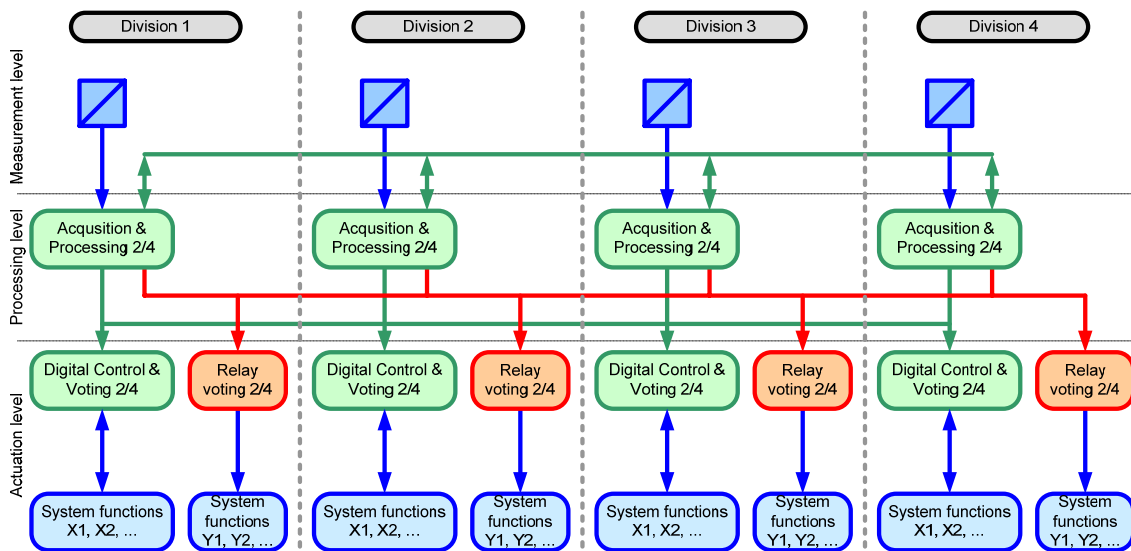 Division 1
Division 2
Division 3
Division 4
Measurement level
Processing level
Acqusition &
Processing 2/4
Acqusition &
Processing 2/4
Acqusition &
Processing 2/4
Acqusition &
Processing 2/4
Actuation level
Digital Control &
Voting 2/4
Relay
voting 2/4
Digital Control &
Voting 2/4
Relay
voting 2/4
Digital Control &
Voting 2/4
Relay
voting 2/4
Digital Control &
Voting 2/4
Relay
voting 2/4
System functions
X1, X2, ...
System
functions
Y1, Y2, ...
System functions
X1, X2, ...
System
functions
Y1, Y2, ...
System functions
X1, X2, ...
System
functions
Y1, Y2, ...
System functions
X1, X2, ...
System
functions
Y1, Y2, ...